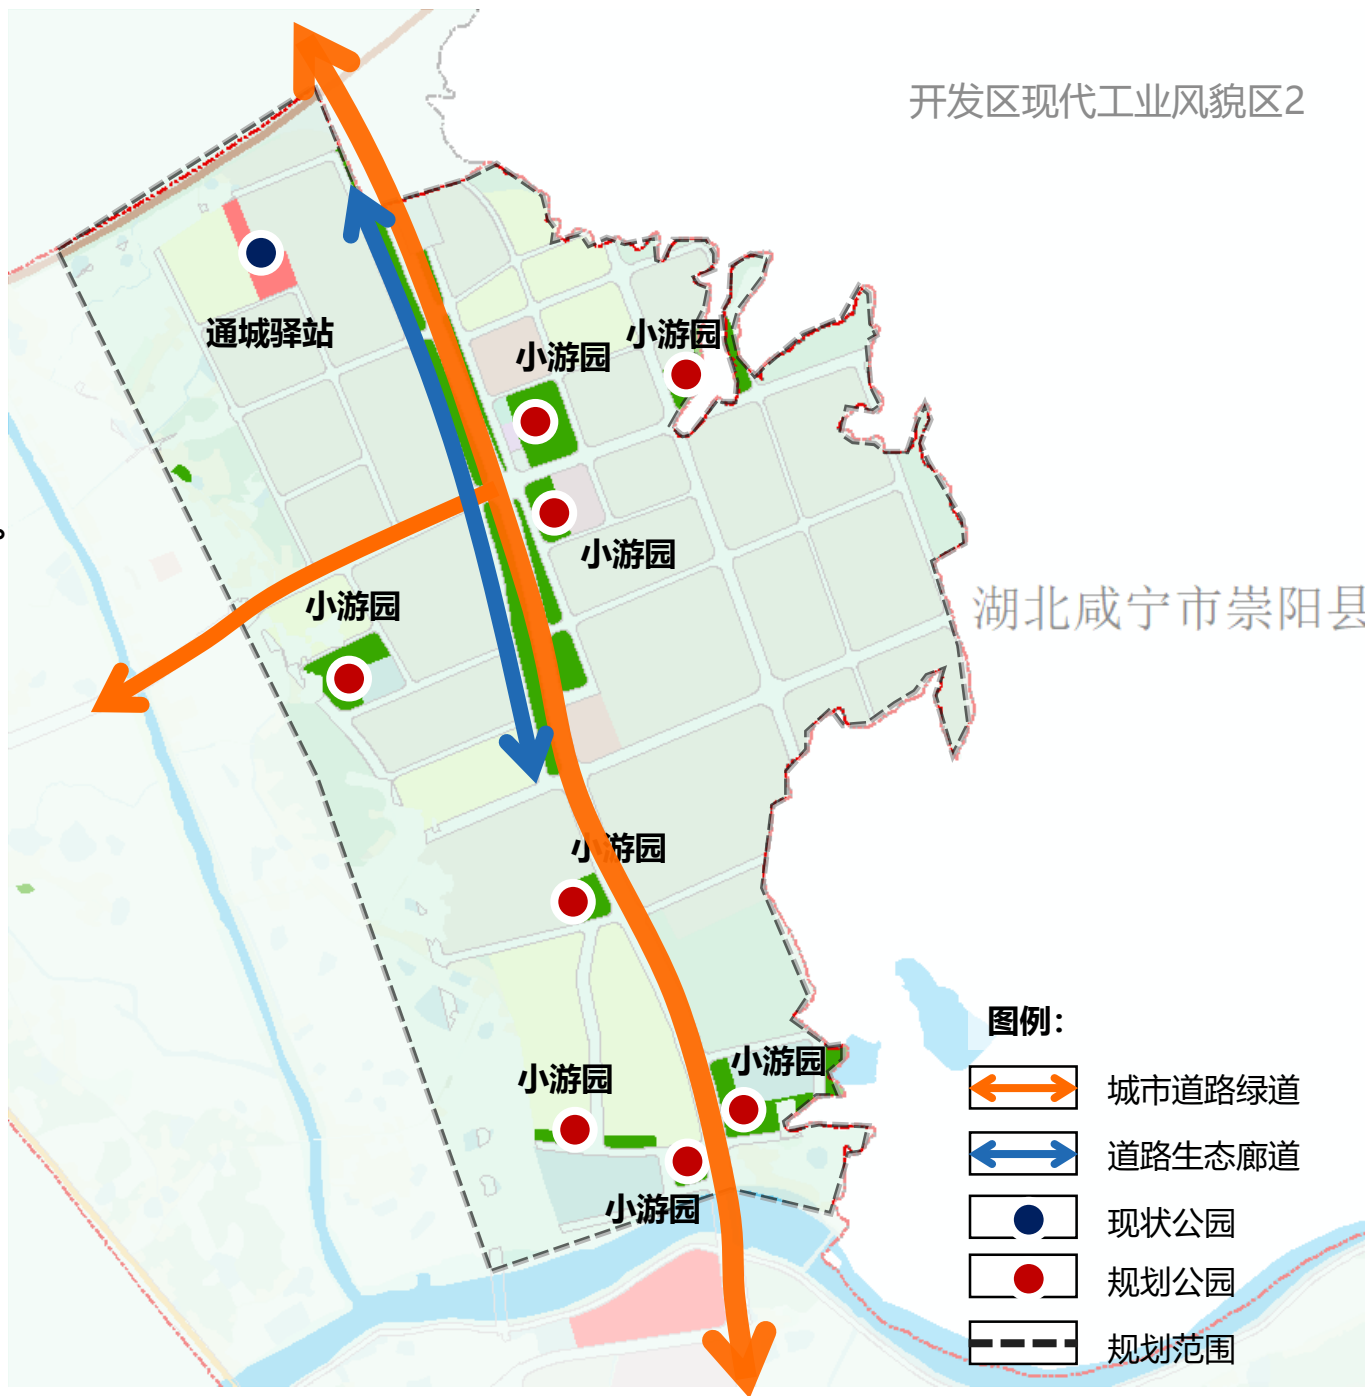 开发区现代工业风貌区2
通城驿站
小游园
小游园
小游园
。
湖北咸宁市崇阳县
小游园
小游园
图例：
小游园
小游园
小游园
城市道路绿道
道路生态廊道
现状公园
规划公园
规划范围